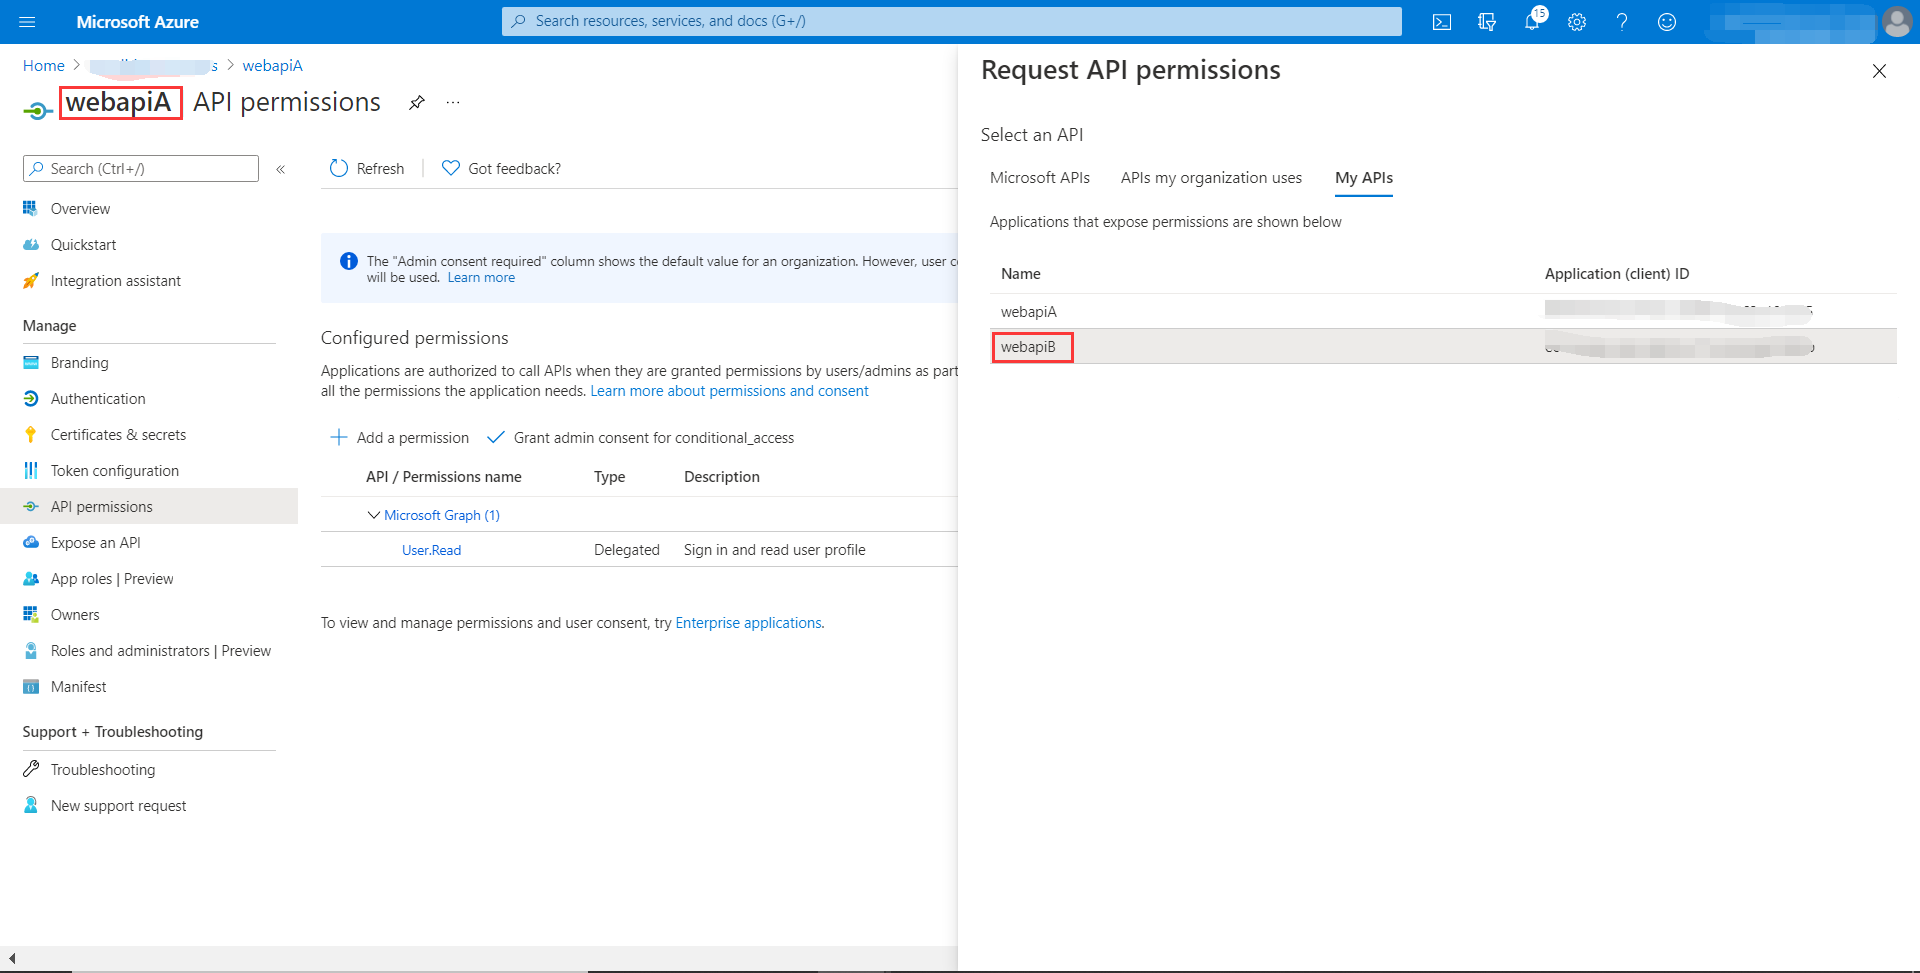 Microsoft Azure
Search resources, services, and docs (G+/)
15
Home > s > webapiA
webapiA API permissions
Search (Ctrl+/)
Overview
Quickstart
Integration assistant
Manage
Branding
Authentication
Certificates & secrets
Token configuration
API permissions
Expose an API
App roles | Preview
Owners
Roles and administrators | Preview
Manifest
Support + Troubleshooting
Troubleshooting
New support request
Refresh
Got feedback?
The "Admin consent required" column shows the default value for an organization. However, user c
will be used. Learn more
Configured permissions
Applications are authorized to call APIs when they are granted permissions by users/admins as part
all the permissions the application needs. Learn more about permissions and consent
Add a permission
Grant admin consent for conditional_access
API / Permissions name Type Description
Microsoft Graph (1)
User.Read Delegated Sign in and read user profile
To view and manage permissions and user consent, try Enterprise applications.
Request API permissions
Select an API
Microsoft APIs APIs my organization uses My APIs
Applications that expose permissions are shown below
Name Application (client) ID
webapiA
webapiB